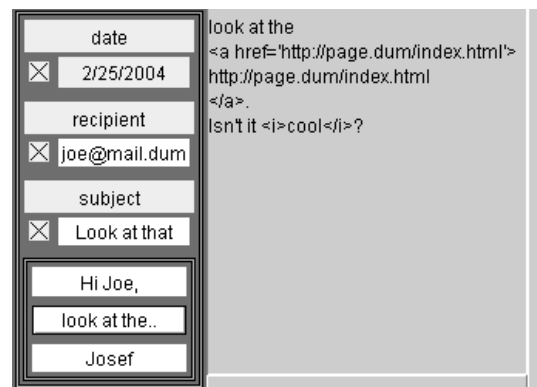 date
2/25/2004
recipient
joe@mail.dum
subject
Look at that
Hi Joe,
look at the..
Josef
look at the
<a href='http://page.dum/index.html'>
http://page.dum/index.html
</a>.
Isn't it <i>cool</i>?